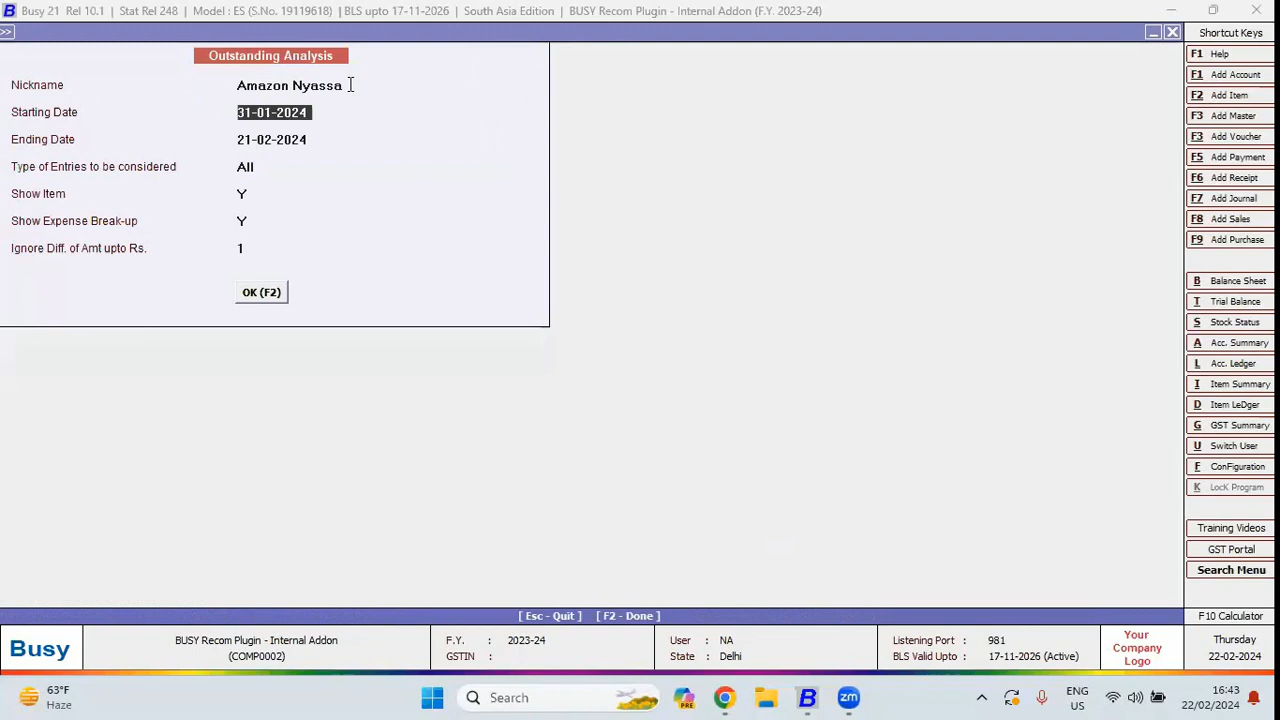 Busy 21 Rel 10.1 | Stat Rel 248 | Model : ES (S.No. 19119618) | BLS upto 17-11-2026 | South Asia Edition | BUSY Recom Plugin - Internal Addon (F.Y. 2023-24)
>>
Shortcut Keys
Outstanding Analysis
Nickname Amazon Nyassa
Starting Date 31-01-2024
Ending Date 21-02-2024
Type of Entries to be considered All
Show Item Y
Show Expense Break-up Y
Ignore Diff. of Amt upto Rs. 1
OK (F2)
F1 Help
F1 Add Account
F2 Add Item
F3 Add Master
F3 Add Voucher
F5 Add Payment
F6 Add Receipt
F7 Add Journal
F8 Add Sales
F9 Add Purchase
B Balance Sheet
T Trial Balance
S Stock Status
A Acc. Summary
L Acc. Ledger
I Item Summary
D Item LeDger
G GST Summary
U Switch User
F ConFiguration
K LocK Program
Training Videos
GST Portal
Search Menu
[ Esc - Quit ] [ F2 - Done ]
F10 Calculator
Busy
BUSY Recom Plugin - Internal Addon
(COMP0002)
F.Y. : 2023-24
GSTIN :
User : NA
State : Delhi
Listening Port : 981
BLS Valid Upto : 17-11-2026 (Active)
Your
Company
Logo
Thursday
22-02-2024
63°F
Haze
Search
PRE
zm
ENG
US
16:43
22/02/2024